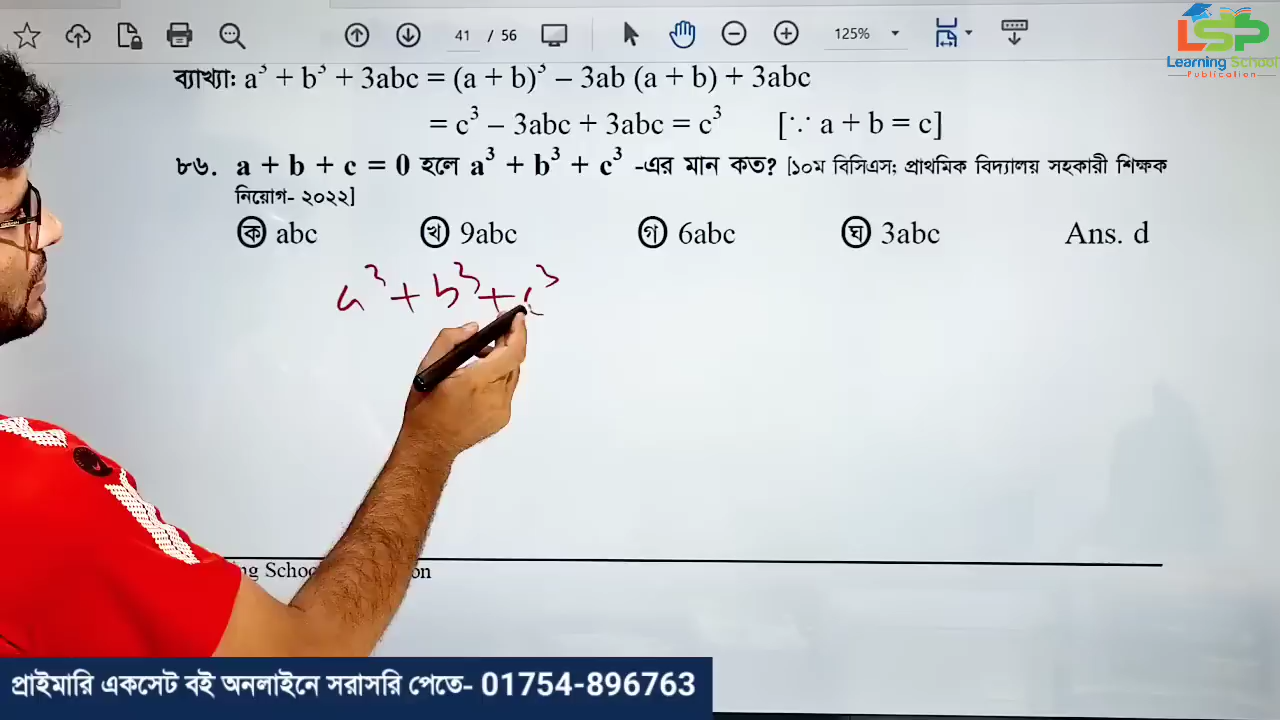 41 / 56
125%
LSP
Learning School
Publication
ব্যাখ্যাঃ a³ + b³ + 3abc = (a + b)³ – 3ab (a + b) + 3abc
= c³ – 3abc + 3abc = c³ [∵ a + b = c]
৮৬. a + b + c = 0 হলে a³ + b³ + c³ -এর মান কত? [১০ম বিসিএস; প্রাথমিক বিদ্যালয় সহকারী শিক্ষক
নিয়োগ- ২০২২]
ক abc খ 9abc গ 6abc ঘ 3abc Ans. d
a³ + b³ + c³
প্রাইমারি একসেট বই অনলাইনে সরাসরি পেতে- 01754-896763